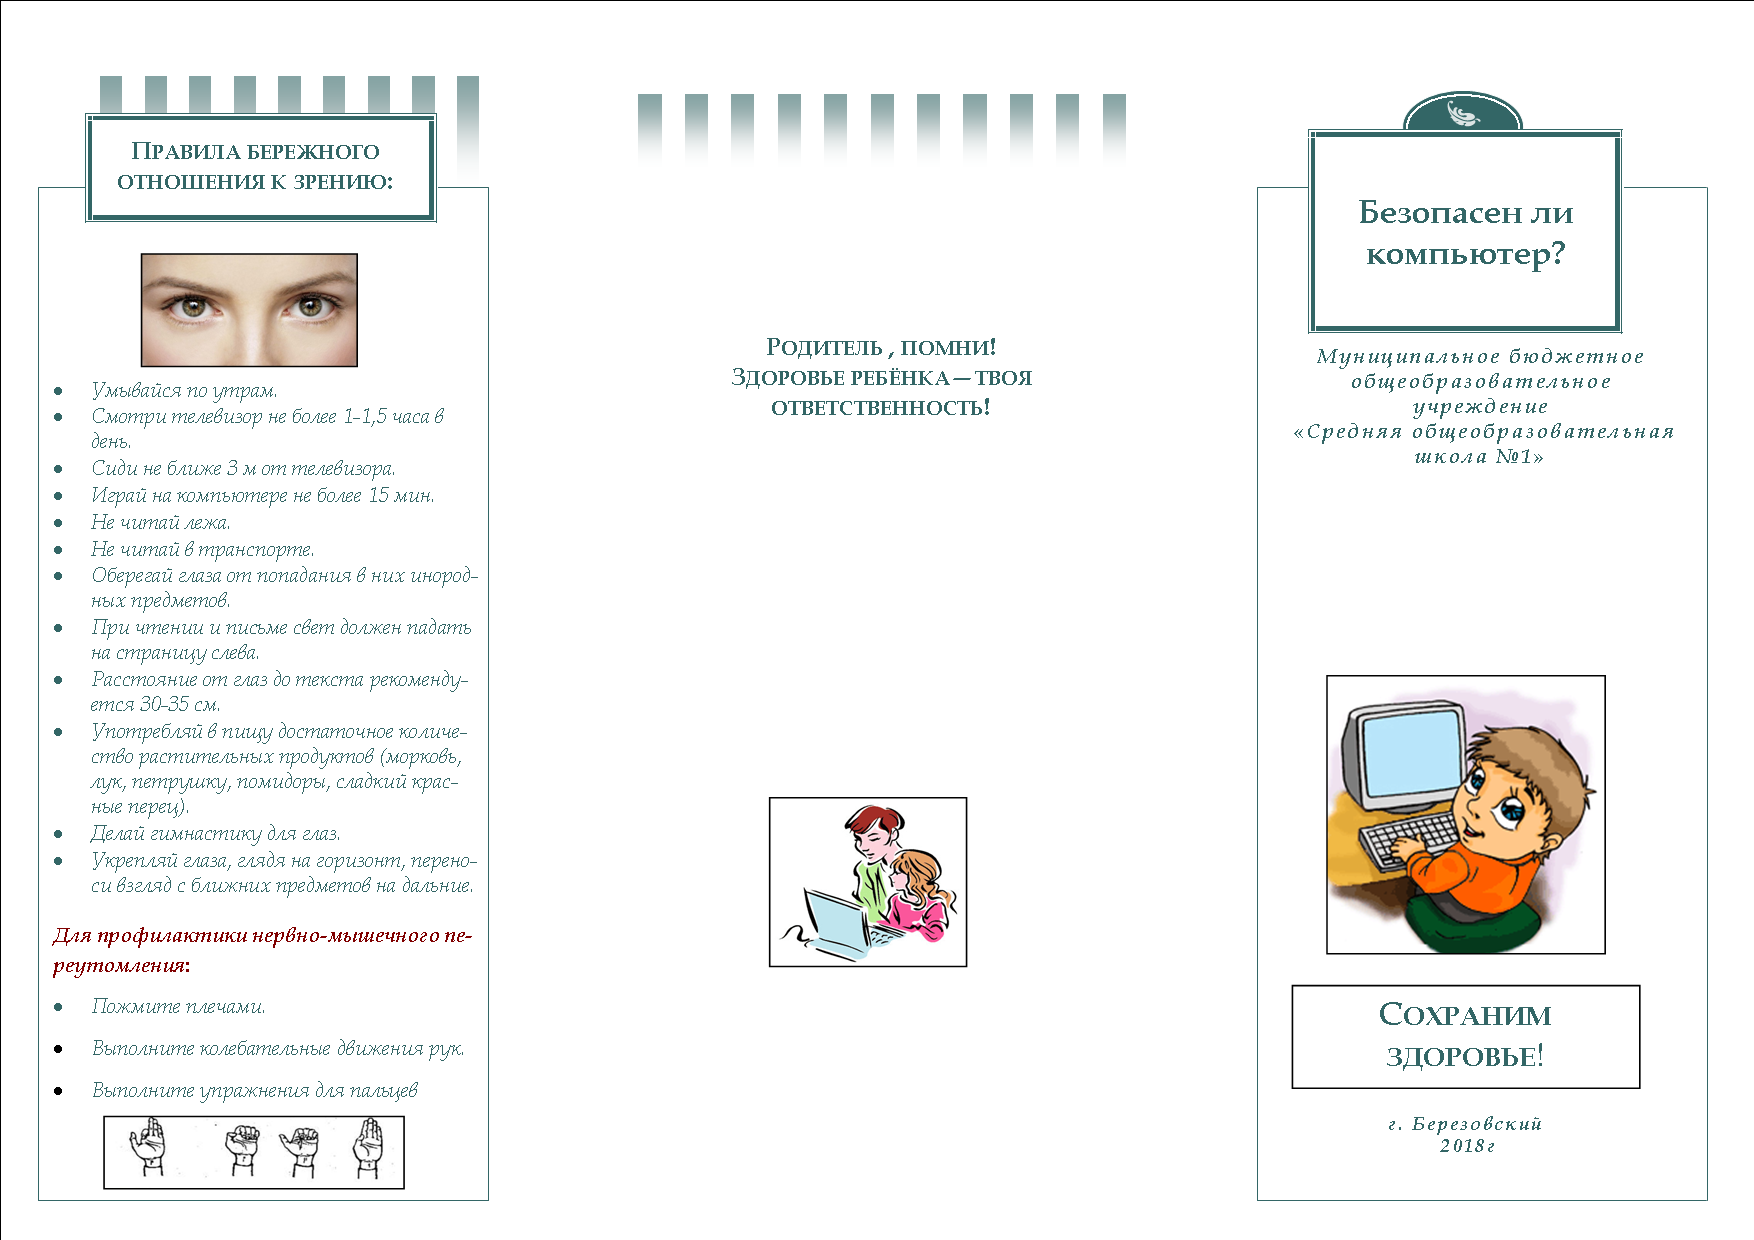 Правила бережного
отношения к зрению:
• Умывайся по утрам.
• Смотри телевизор не более 1-1,5 часа в
день.
• Сиди не ближе 3 м от телевизора.
• Играй на компьютере не более 15 мин.
• Не читай лежа.
• Не читай в транспорте.
• Оберегай глаза от попадания в них инород-
ных предметов.
• При чтении и письме свет должен падать
на страницу слева.
• Расстояние от глаз до текста рекоменду-
ется 30-35 см.
• Употребляй в пищу достаточное количе-
ство растительных продуктов (морковь,
лук, петрушку, помидоры, сладкий крас-
ные перец).
• Делай гимнастику для глаз.
• Укрепляй глаза, глядя на горизонт, перено-
си взгляд с ближних предметов на дальние.
Для профилактики нервно-мышечного пе-
реутомления:
• Пожмите плечами.
• Выполните колебательные движения рук.
• Выполните упражнения для пальцев
Родитель , помни!
Здоровье ребёнка—твоя
ответственность!
Безопасен ли
компьютер?
Муниципальное бюджетное
общеобразовательное
учреждение
«Средняя общеобразовательная
школа №1»
Сохраним
здоровье!
г. Березовский
2018г